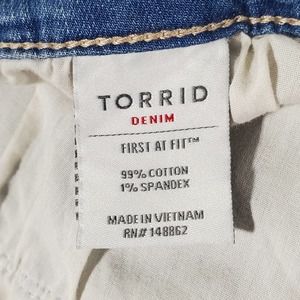 TORRID
DENIM
FIRST AT FIT™
99% COTTON
1% SPANDEX
MADE IN VIETNAM
RN# 148862